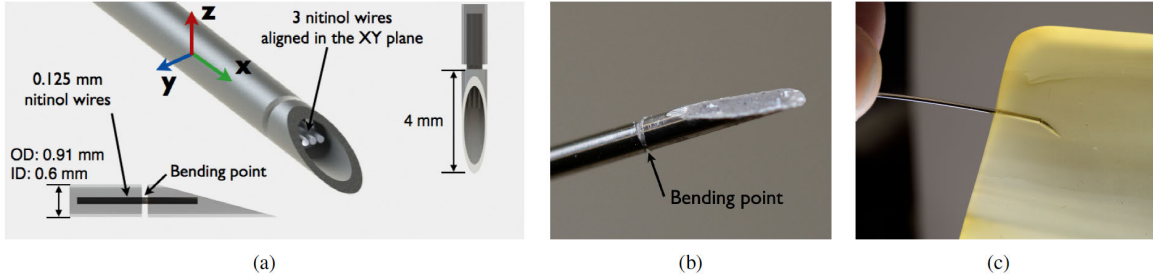 z
3 nitinol wires
aligned in the XY plane
y
x
0.125 mm
nitinol wires
4 mm
OD: 0.91 mm
ID: 0.6 mm
Bending point
Bending point
(a)
(b)
(c)